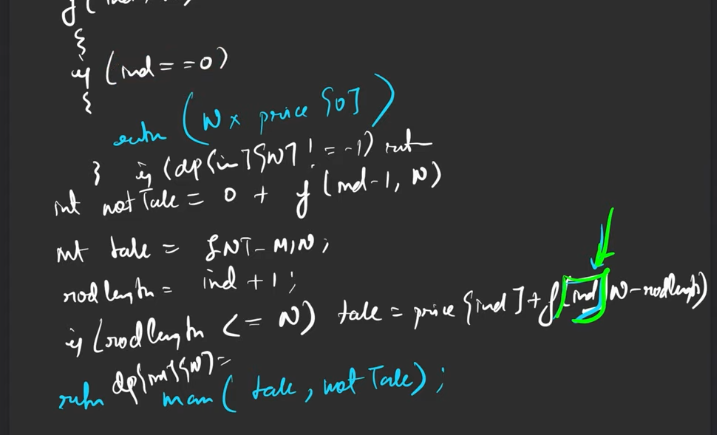 f(
{
if (ind==0)
{
return (N x price[0])
} if (dp[ind][N] != -1) ret
int notTake = 0 + f(ind-1, N)
int take = INT_MIN;
rodlength = ind+1;
if (rodlength <= N) take = price[ind] + f(ind, N-rodlength)
return dp[ind][N] = max(take, notTake);